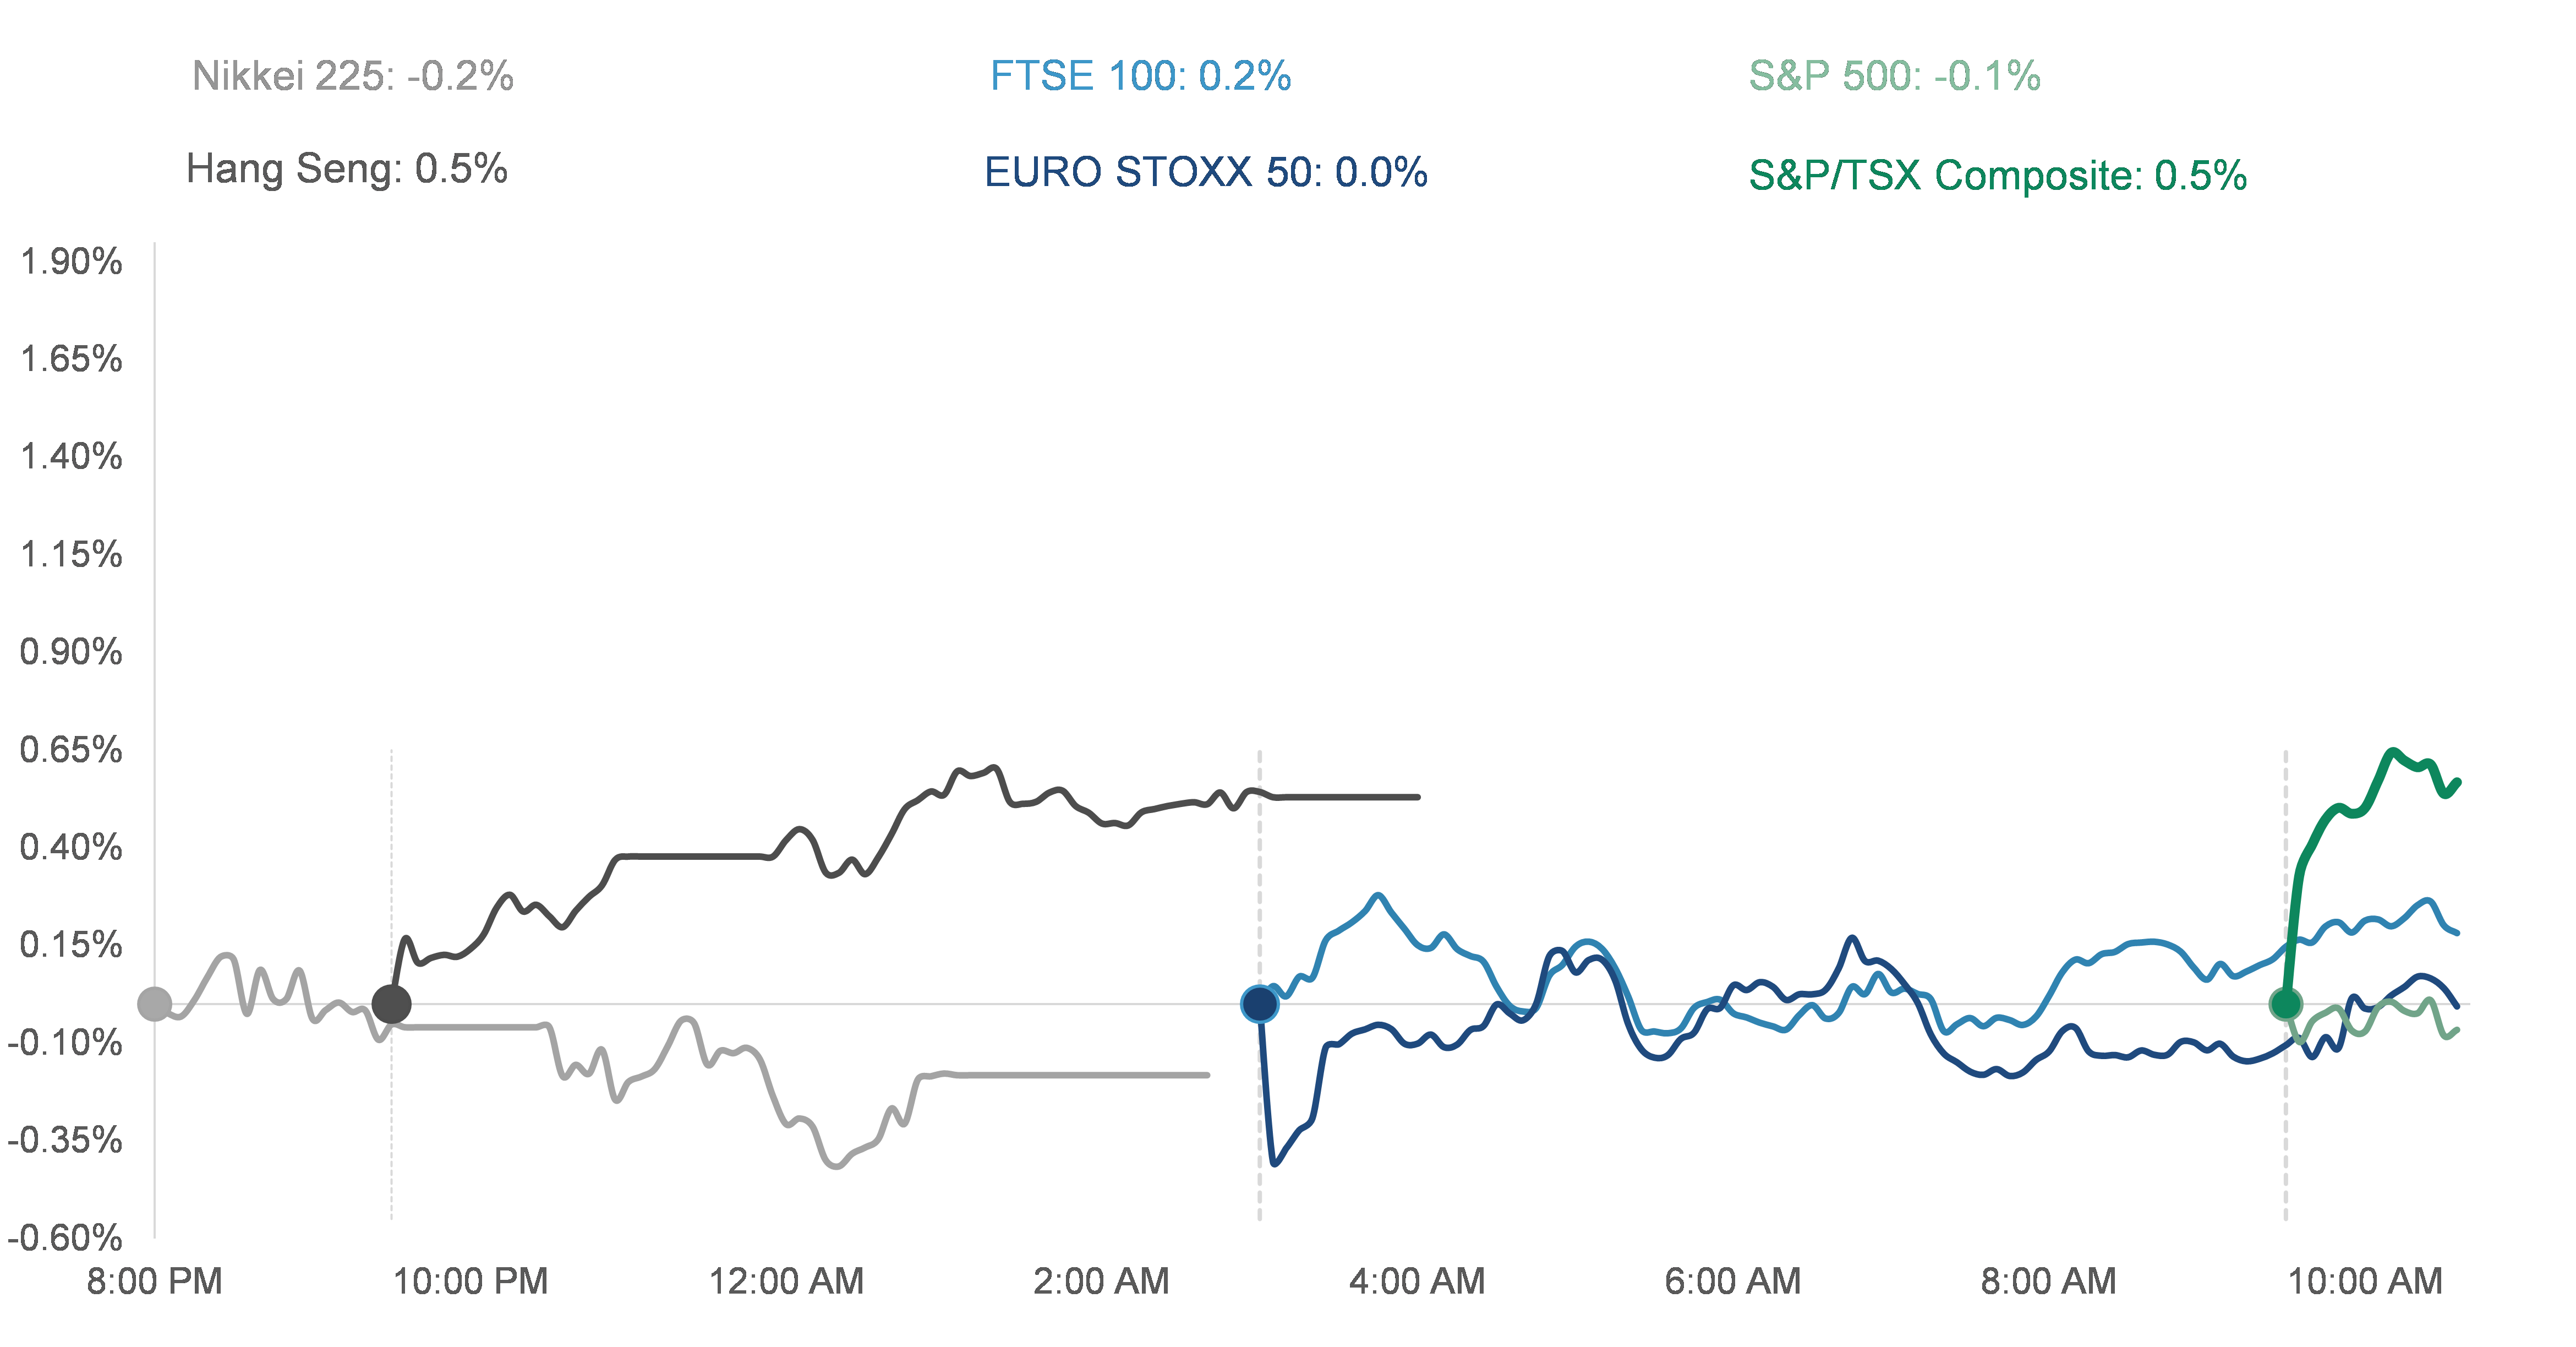 Nikkei 225: -0.2%
FTSE 100: 0.2%
S&P 500: -0.1%
Hang Seng: 0.5%
EURO STOXX 50: 0.0%
S&P/TSX Composite: 0.5%
1.90%
1.65%
1.40%
1.15%
0.90%
0.65%
0.40%
0.15%
-0.10%
-0.35%
-0.60%
8:00 PM 10:00 PM 12:00 AM 2:00 AM 4:00 AM 6:00 AM 8:00 AM 10:00 AM